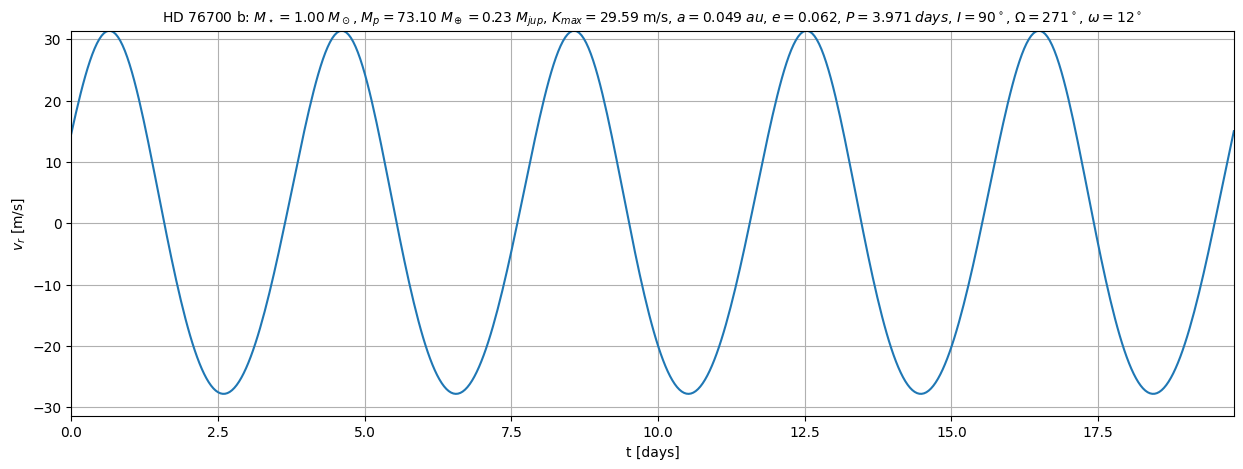 HD 76700 b: M⋆ = 1.00 M⊙, Mp = 73.10 M⊕ = 0.23 Mjup, Kmax = 29.59 m/s, a = 0.049 au, e = 0.062, P = 3.971 days, I = 90°, Ω = 271°, ω = 12°
30
20
10
0
−10
−20
−30
vr [m/s]
0.0 2.5 5.0 7.5 10.0 12.5 15.0 17.5
t [days]